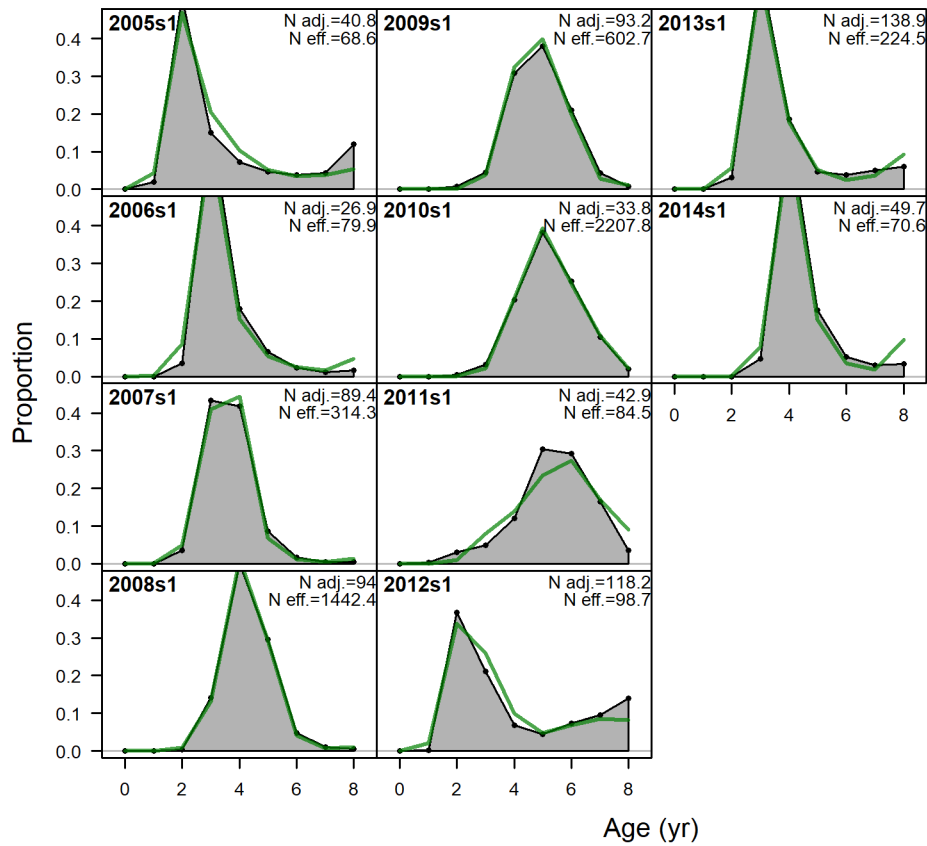 Proportion
2005s1
N adj.=40.8
N eff.=68.6
0.4
0.3
0.2
0.1
0.0
2009s1
N adj.=93.2
N eff.=602.7
2013s1
N adj.=138.9
N eff.=224.5
2006s1
N adj.=26.9
N eff.=79.9
0.4
0.3
0.2
0.1
0.0
2010s1
N adj.=33.8
N eff.=2207.8
2014s1
N adj.=49.7
N eff.=70.6
0 2 4 6 8
2007s1
N adj.=89.4
N eff.=314.3
0.4
0.3
0.2
0.1
0.0
2011s1
N adj.=42.9
N eff.=84.5
2008s1
N adj.=94
N eff.=1442.4
0.4
0.3
0.2
0.1
0.0
0 2 4 6 8
2012s1
N adj.=118.2
N eff.=98.7
0 2 4 6 8
Age (yr)